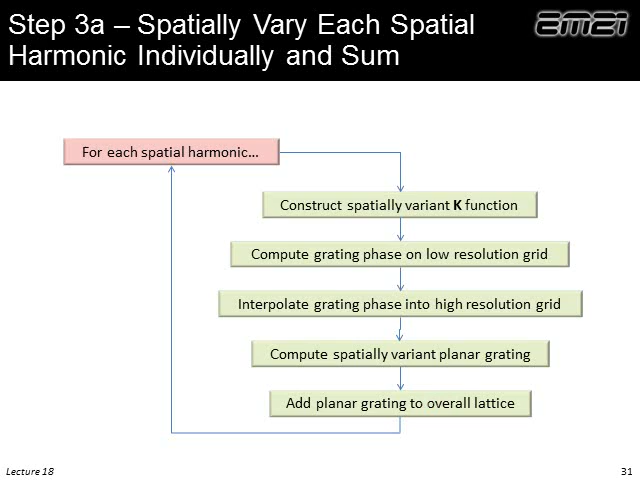 Step 3a – Spatially Vary Each Spatial
Harmonic Individually and Sum
EM21
For each spatial harmonic…
Construct spatially variant K function
Compute grating phase on low resolution grid
Interpolate grating phase into high resolution grid
Compute spatially variant planar grating
Add planar grating to overall lattice
Lecture 18
31